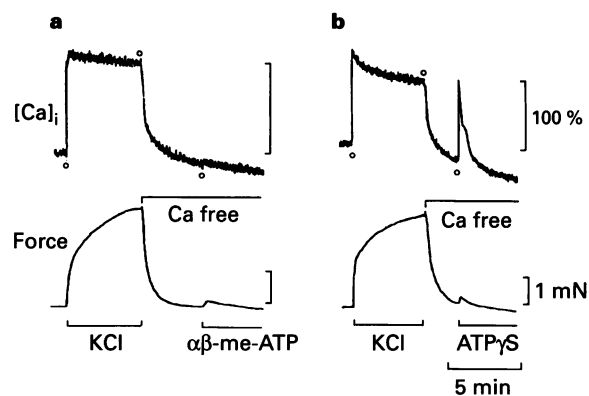 a
b
[Ca]i
100 %
Ca free
Ca free
Force
1 mN
KCl
αβ-me-ATP
KCl
ATPγS
5 min